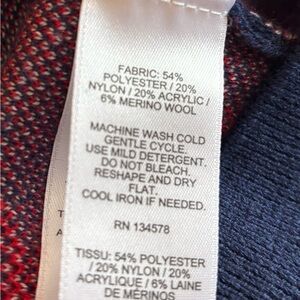 FABRIC: 54%
POLYESTER / 20%
NYLON / 20% ACRYLIC /
6% MERINO WOOL
MACHINE WASH COLD
GENTLE CYCLE.
USE MILD DETERGENT.
DO NOT BLEACH.
RESHAPE AND DRY
FLAT.
COOL IRON IF NEEDED.
RN 134578
TISSU: 54% POLYESTER
/ 20% NYLON / 20%
ACRYLIQUE / 6% LAINE
DE MÉRINOS